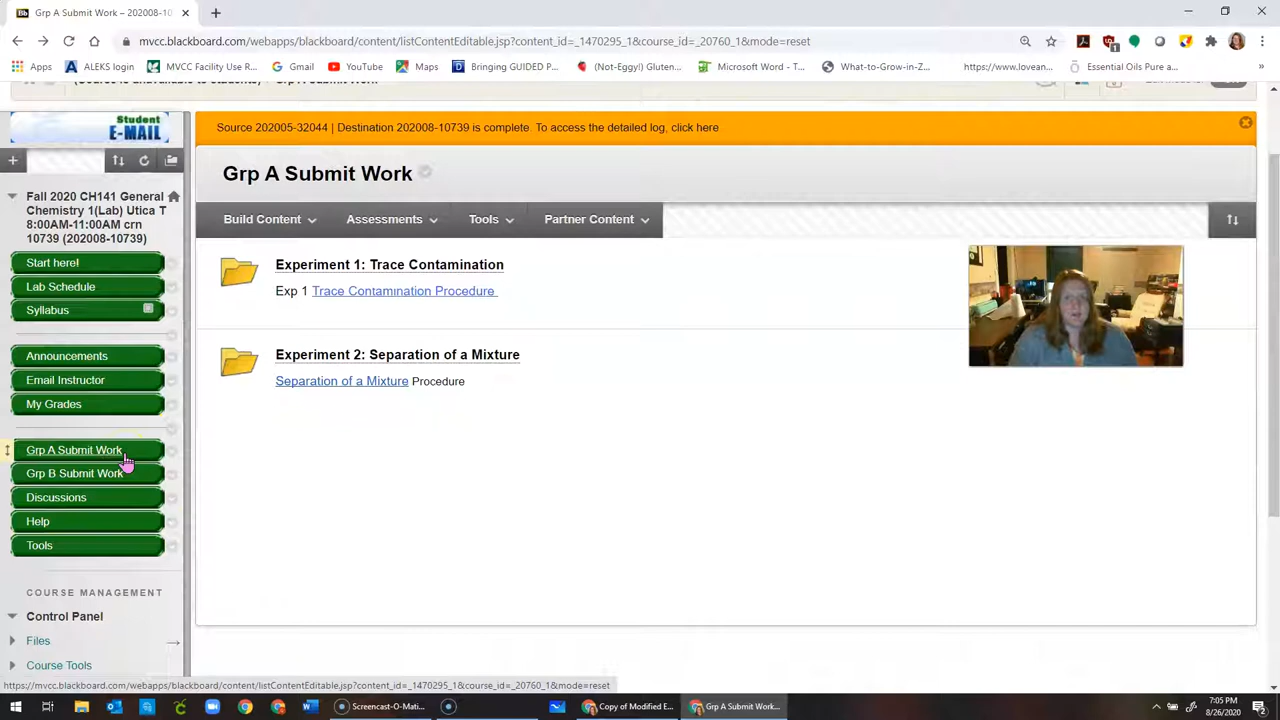 Bb
Grp A Submit Work – 202008-10
mvcc.blackboard.com/webapps/blackboard/content/listContentEditable.jsp?content_id=_1470295_1&course_id=_20760_1&mode=reset
Apps
ALEKS login
MVCC Facility Use R...
Gmail
YouTube
Maps
Bringing GUIDED P...
(Not-Eggy!) Gluten...
Microsoft Word - T...
What-to-Grow-in-Z...
https://www.lovean...
Essential Oils Pure a...
Student
E-MAIL
Source 202005-32044 | Destination 202008-10739 is complete. To access the detailed log, click here
Grp A Submit Work
Build Content
Assessments
Tools
Partner Content
Fall 2020 CH141 General
Chemistry 1(Lab) Utica T
8:00AM-11:00AM crn
10739 (202008-10739)
Start here!
Lab Schedule
Syllabus
Announcements
Email Instructor
My Grades
Grp A Submit Work
Grp B Submit Work
Discussions
Help
Tools
COURSE MANAGEMENT
Control Panel
Files
Course Tools
Experiment 1: Trace Contamination
Exp 1 Trace Contamination Procedure
Experiment 2: Separation of a Mixture
Separation of a Mixture Procedure
https://mvcc.blackboard.com/webapps/blackboard/content/listContentEditable.jsp?content_id=_1470295_1&course_id=_20760_1&mode=reset
Screencast-O-Mati...
Copy of Modified E...
Grp A Submit Work...
7:05 PM
8/26/2020